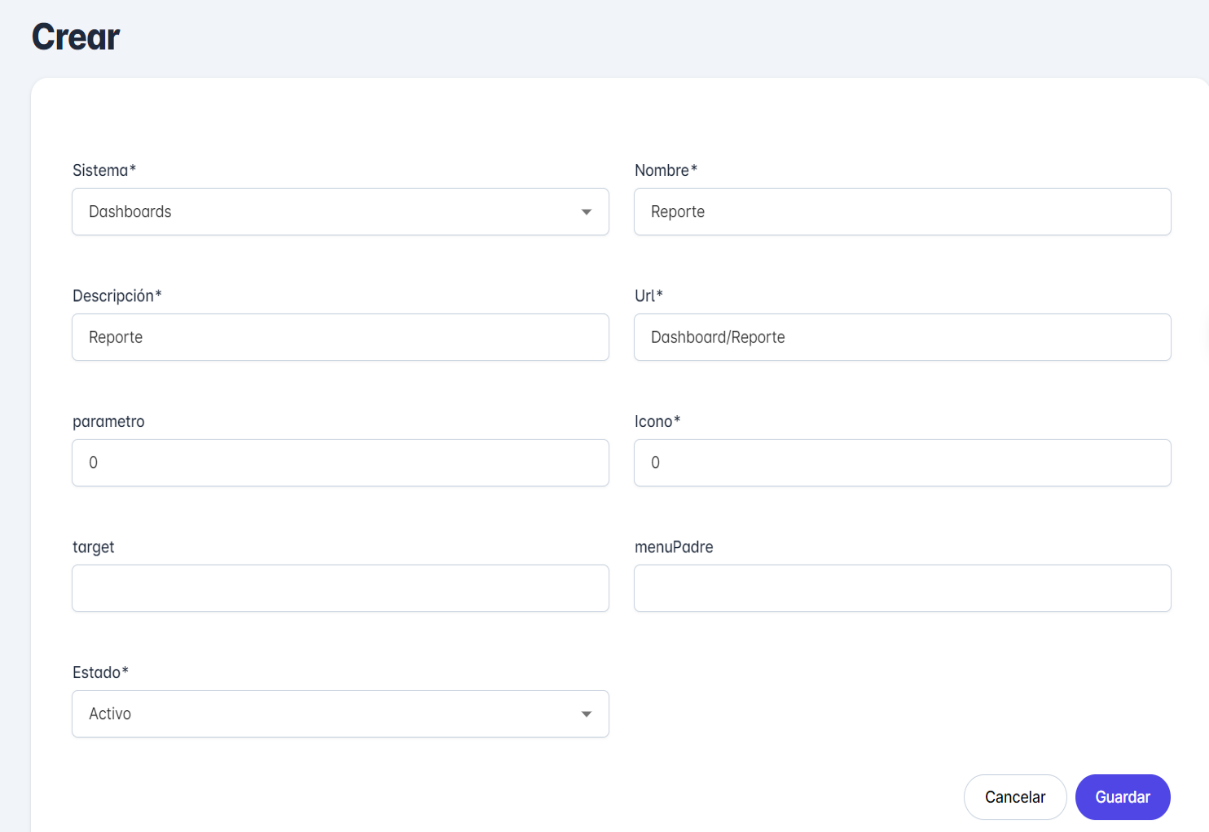 Crear
Sistema*
Nombre*
Dashboards
Reporte
Descripción*
Url*
Reporte
Dashboard/Reporte
parametro
Icono*
0
0
target
menuPadre
Estado*
Activo
Cancelar
Guardar